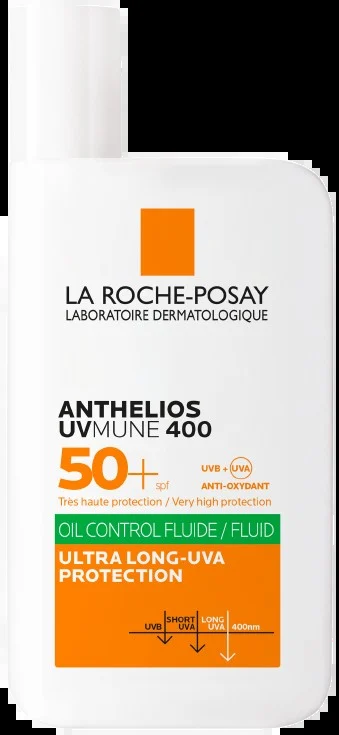 LA ROCHE-POSAY
LABORATOIRE DERMATOLOGIQUE
ANTHELIOS
UVMUNE 400
50+ spf
UVB + UVA
ANTI-OXYDANT
Très haute protection / Very high protection
OIL CONTROL FLUIDE / FLUID
ULTRA LONG-UVA
PROTECTION
UVB SHORT UVA LONG UVA 400nm